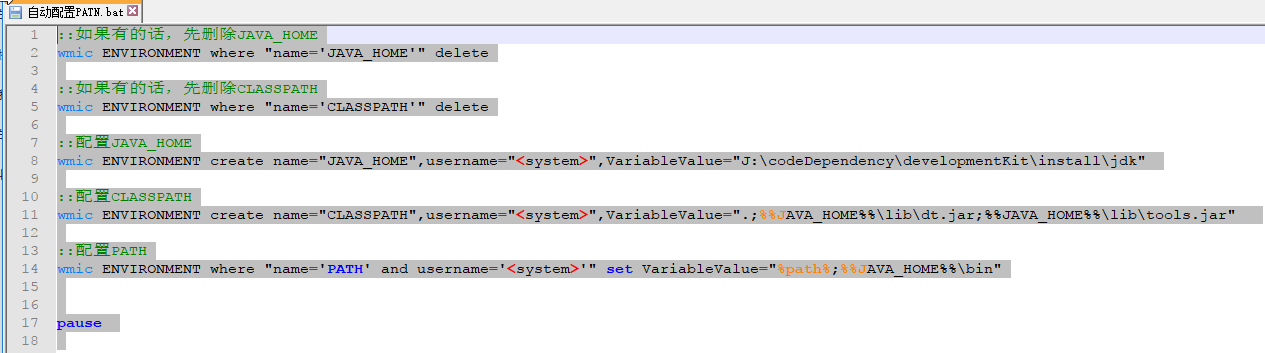 自动配置PATN.bat
1 ::如果有的话，先删除JAVA_HOME
2 wmic ENVIRONMENT where "name='JAVA_HOME'" delete
3
4 ::如果有的话，先删除CLASSPATH
5 wmic ENVIRONMENT where "name='CLASSPATH'" delete
6
7 ::配置JAVA_HOME
8 wmic ENVIRONMENT create name="JAVA_HOME",username="<system>",VariableValue="J:\codeDependency\developmentKit\install\jdk"
9
10 ::配置CLASSPATH
11 wmic ENVIRONMENT create name="CLASSPATH",username="<system>",VariableValue=".;%%JAVA_HOME%%\lib\dt.jar;%%JAVA_HOME%%\lib\tools.jar"
12
13 ::配置PATH
14 wmic ENVIRONMENT where "name='PATH' and username='<system>'" set VariableValue="%path%;%%JAVA_HOME%%\bin"
15
16
17 pause
18